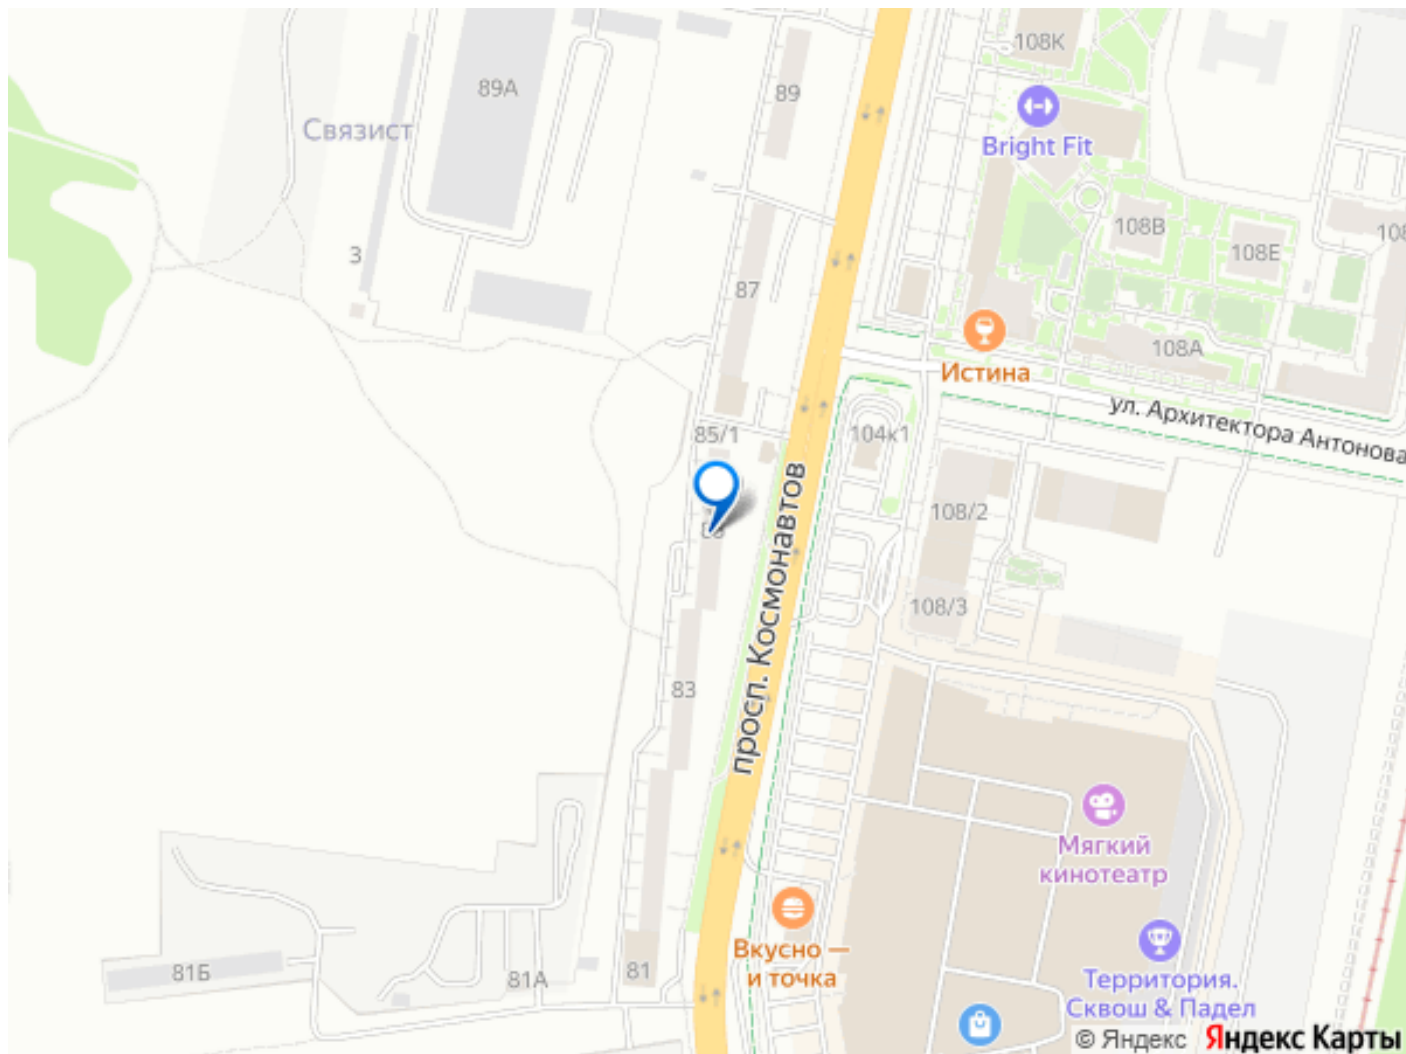 108К
89А
89
Связист
Bright Fit
108В
108Е
108
3
87
Истина
108А
ул. Архитектора Антонова
85/1
104к1
просп. Космонавтов
108/2
108/3
83
Мягкий
кинотеатр
Вкусно —
и точка
81Б
81А
81
Территория.
Сквош & Падел
© Яндекс Яндекс Карты